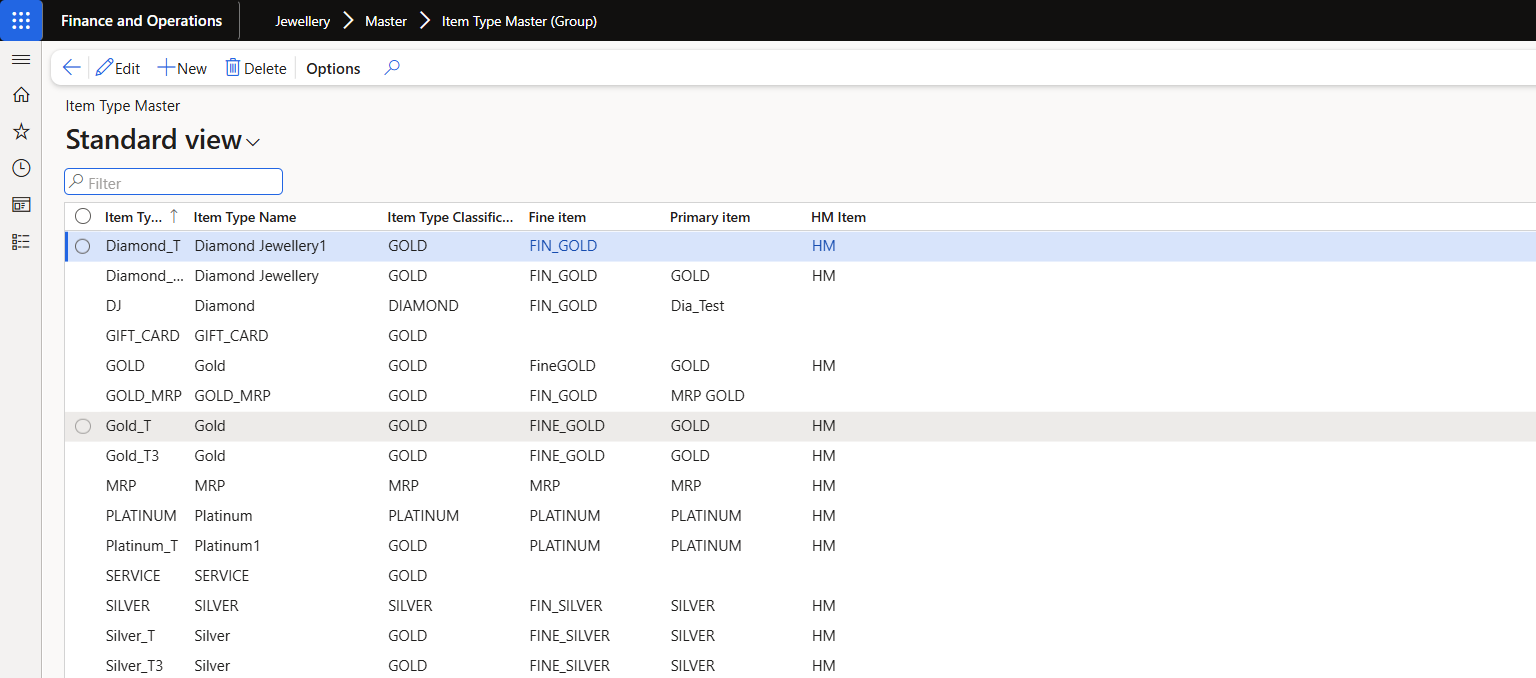 Finance and Operations Jewellery Master Item Type Master (Group)
Edit New Delete Options
Item Type Master
Standard view
Filter
Item Ty... Item Type Name Item Type Classific... Fine item Primary item HM Item
Diamond_T Diamond Jewellery1 GOLD FIN_GOLD HM
Diamond_... Diamond Jewellery GOLD FIN_GOLD GOLD HM
DJ Diamond DIAMOND FIN_GOLD Dia_Test
GIFT_CARD GIFT_CARD GOLD
GOLD Gold GOLD FineGOLD GOLD HM
GOLD_MRP GOLD_MRP GOLD FIN_GOLD MRP GOLD
Gold_T Gold GOLD FINE_GOLD GOLD HM
Gold_T3 Gold GOLD FINE_GOLD GOLD HM
MRP MRP MRP MRP MRP HM
PLATINUM Platinum PLATINUM PLATINUM PLATINUM HM
Platinum_T Platinum1 GOLD PLATINUM PLATINUM HM
SERVICE SERVICE GOLD
SILVER SILVER SILVER FIN_SILVER SILVER HM
Silver_T Silver GOLD FINE_SILVER SILVER HM
Silver_T3 Silver GOLD FINE_SILVER SILVER HM